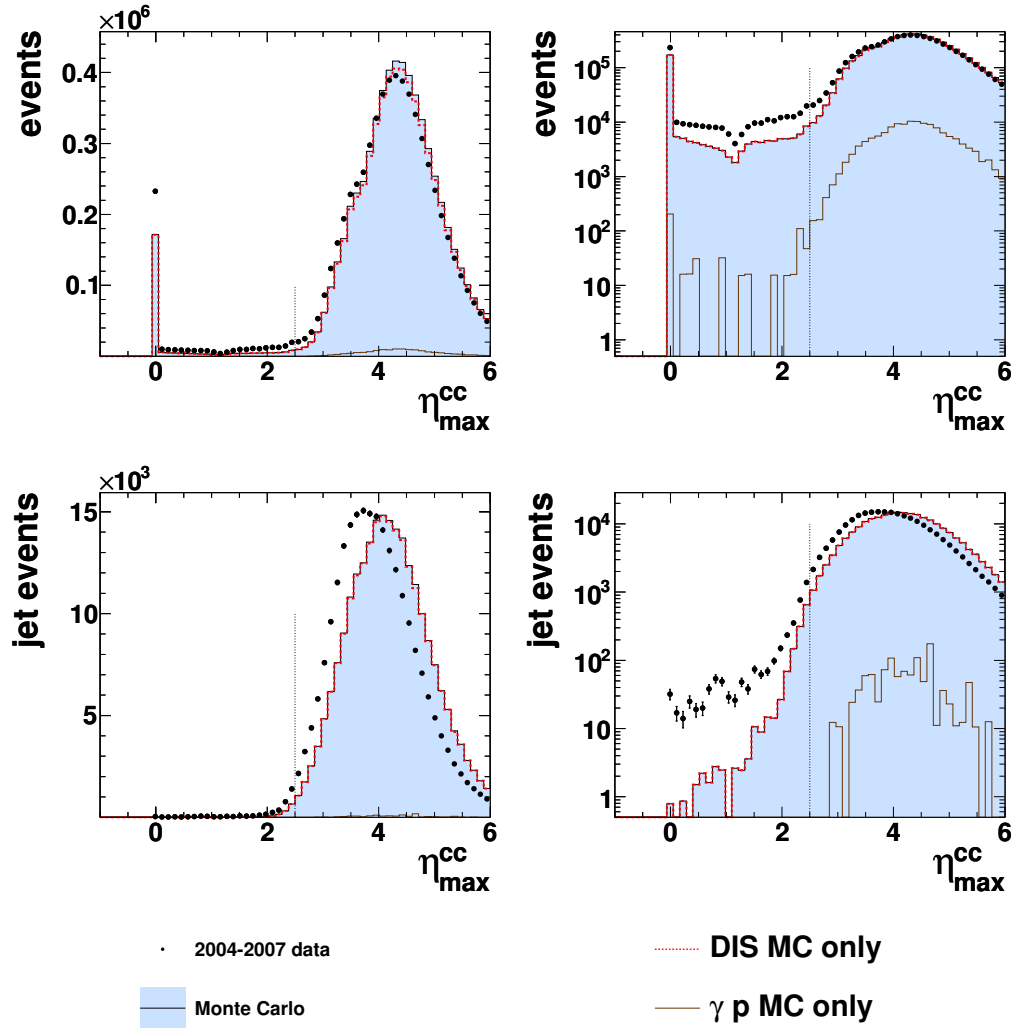 ×10⁶
events
0.4
0.3
0.2
0.1
0 2 4 6
η^cc_max
events
10⁵
10⁴
10³
10²
10
1
0 2 4 6
η^cc_max
×10³
jet events
15
10
5
0 2 4 6
η^cc_max
jet events
10⁴
10³
10²
10
1
0 2 4 6
η^cc_max
2004-2007 data
DIS MC only
Monte Carlo
γ p MC only